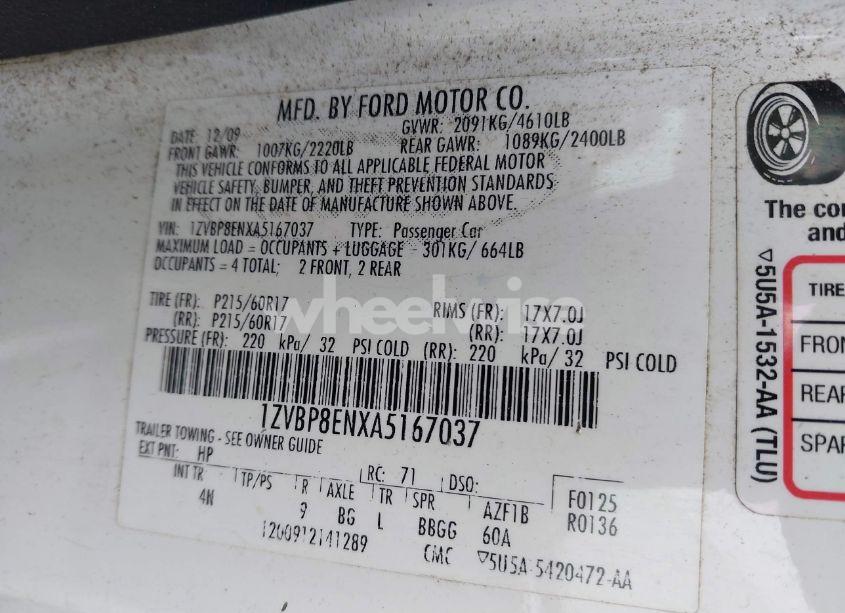 MFD. BY FORD MOTOR CO.
DATE: 12/09 GVWR: 2091KG/4610LB
FRONT GAWR: 1007KG/2220LB REAR GAWR: 1089KG/2400LB
THIS VEHICLE CONFORMS TO ALL APPLICABLE FEDERAL MOTOR
VEHICLE SAFETY, BUMPER, AND THEFT PREVENTION STANDARDS
IN EFFECT ON THE DATE OF MANUFACTURE SHOWN ABOVE.
VIN: 1ZVBP8ENXA5167037 TYPE: Passenger Car
MAXIMUM LOAD = OCCUPANTS + LUGGAGE - 301KG/ 664LB
OCCUPANTS = 4 TOTAL; 2 FRONT, 2 REAR
TIRE (FR): P215/60R17 RIMS (FR): 17X7.0J
(RR): P215/60R17 (RR): 17X7.0J
PRESSURE (FR): 220 kPa/ 32 PSI COLD (RR): 220 kPa/ 32 PSI COLD
1ZVBP8ENXA5167037
TRAILER TOWING - SEE OWNER GUIDE
EXT PNT: HP RC: 71 DSO:
INT TR TP/PS R AXLE TR SPR AZF1B F0125
4N 9 BG L BBGG 60A R0136
1200912141289 CMC ▽5U5A-5420472-AA
The co
and
TIRE
FRON
REAR
SPAR
▽5U5A-1532-AA (TLU)
wheel